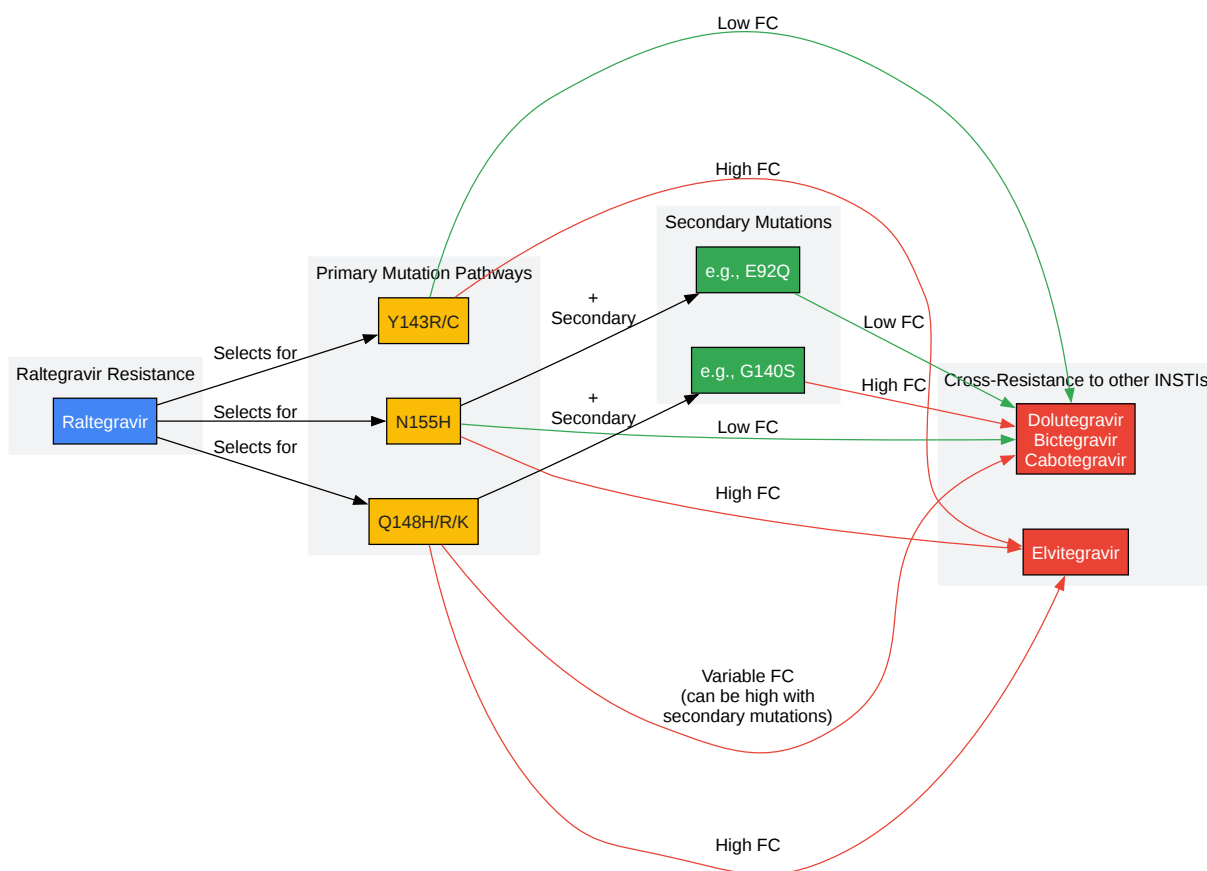 Low FC
High FC
Secondary Mutations
e.g., E92Q
Primary Mutation Pathways
Y143R/C
+
Secondary
Low FC
Selects for
Raltegravir Resistance
Raltegravir
e.g., G140S
High FC
Cross-Resistance to other INSTIs
Selects for
N155H
+
Secondary
Low FC
Dolutegravir
Bictegravir
Cabotegravir
Selects for
High FC
Q148H/R/K
Elvitegravir
Variable FC
(can be high with
secondary mutations)
High FC